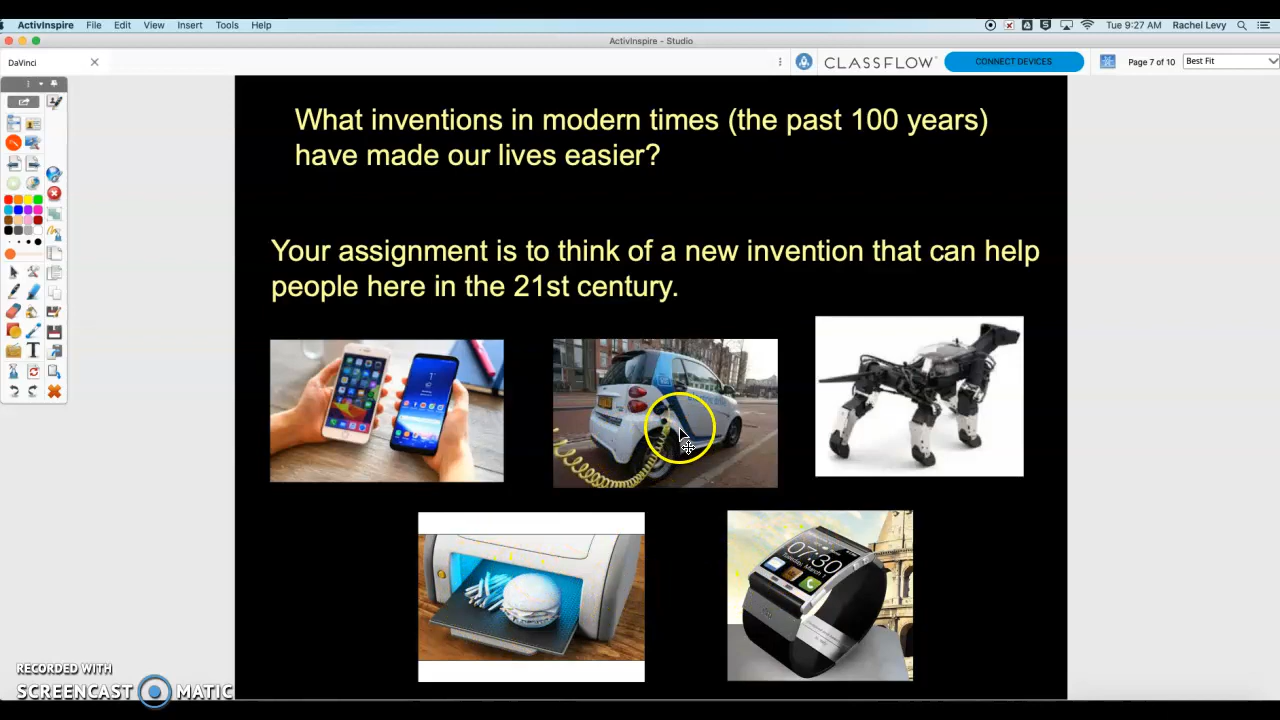 ActivInspire File Edit View Insert Tools Help Tue 9:27 AM Rachel Levy
ActivInspire - Studio
DaVinci CLASSFLOW CONNECT DEVICES Page 7 of 10 Best Fit
1
What inventions in modern times (the past 100 years)
have made our lives easier?
Your assignment is to think of a new invention that can help
people here in the 21st century.
07:30
RECORDED WITH
SCREENCAST MATIC